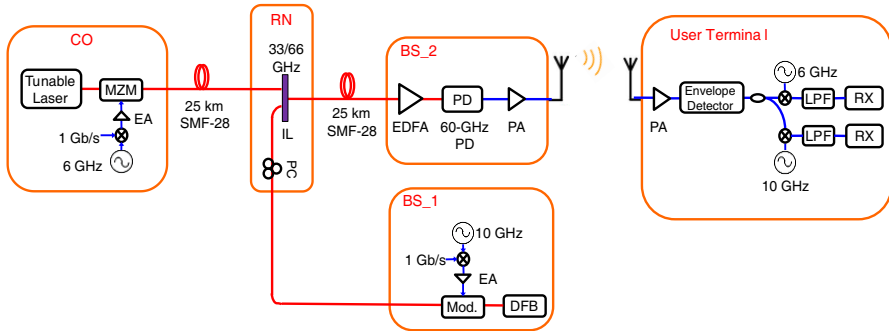 CO
Tunable
Laser
MZM
EA
1 Gb/s
6 GHz
25 km
SMF-28
RN
33/66
GHz
IL
PC
25 km
SMF-28
BS_2
EDFA
PD
60-GHz
PD
PA
BS_1
10 GHz
1 Gb/s
EA
Mod.
DFB
User Termina l
PA
Envelope
Detector
6 GHz
LPF
RX
LPF
RX
10 GHz